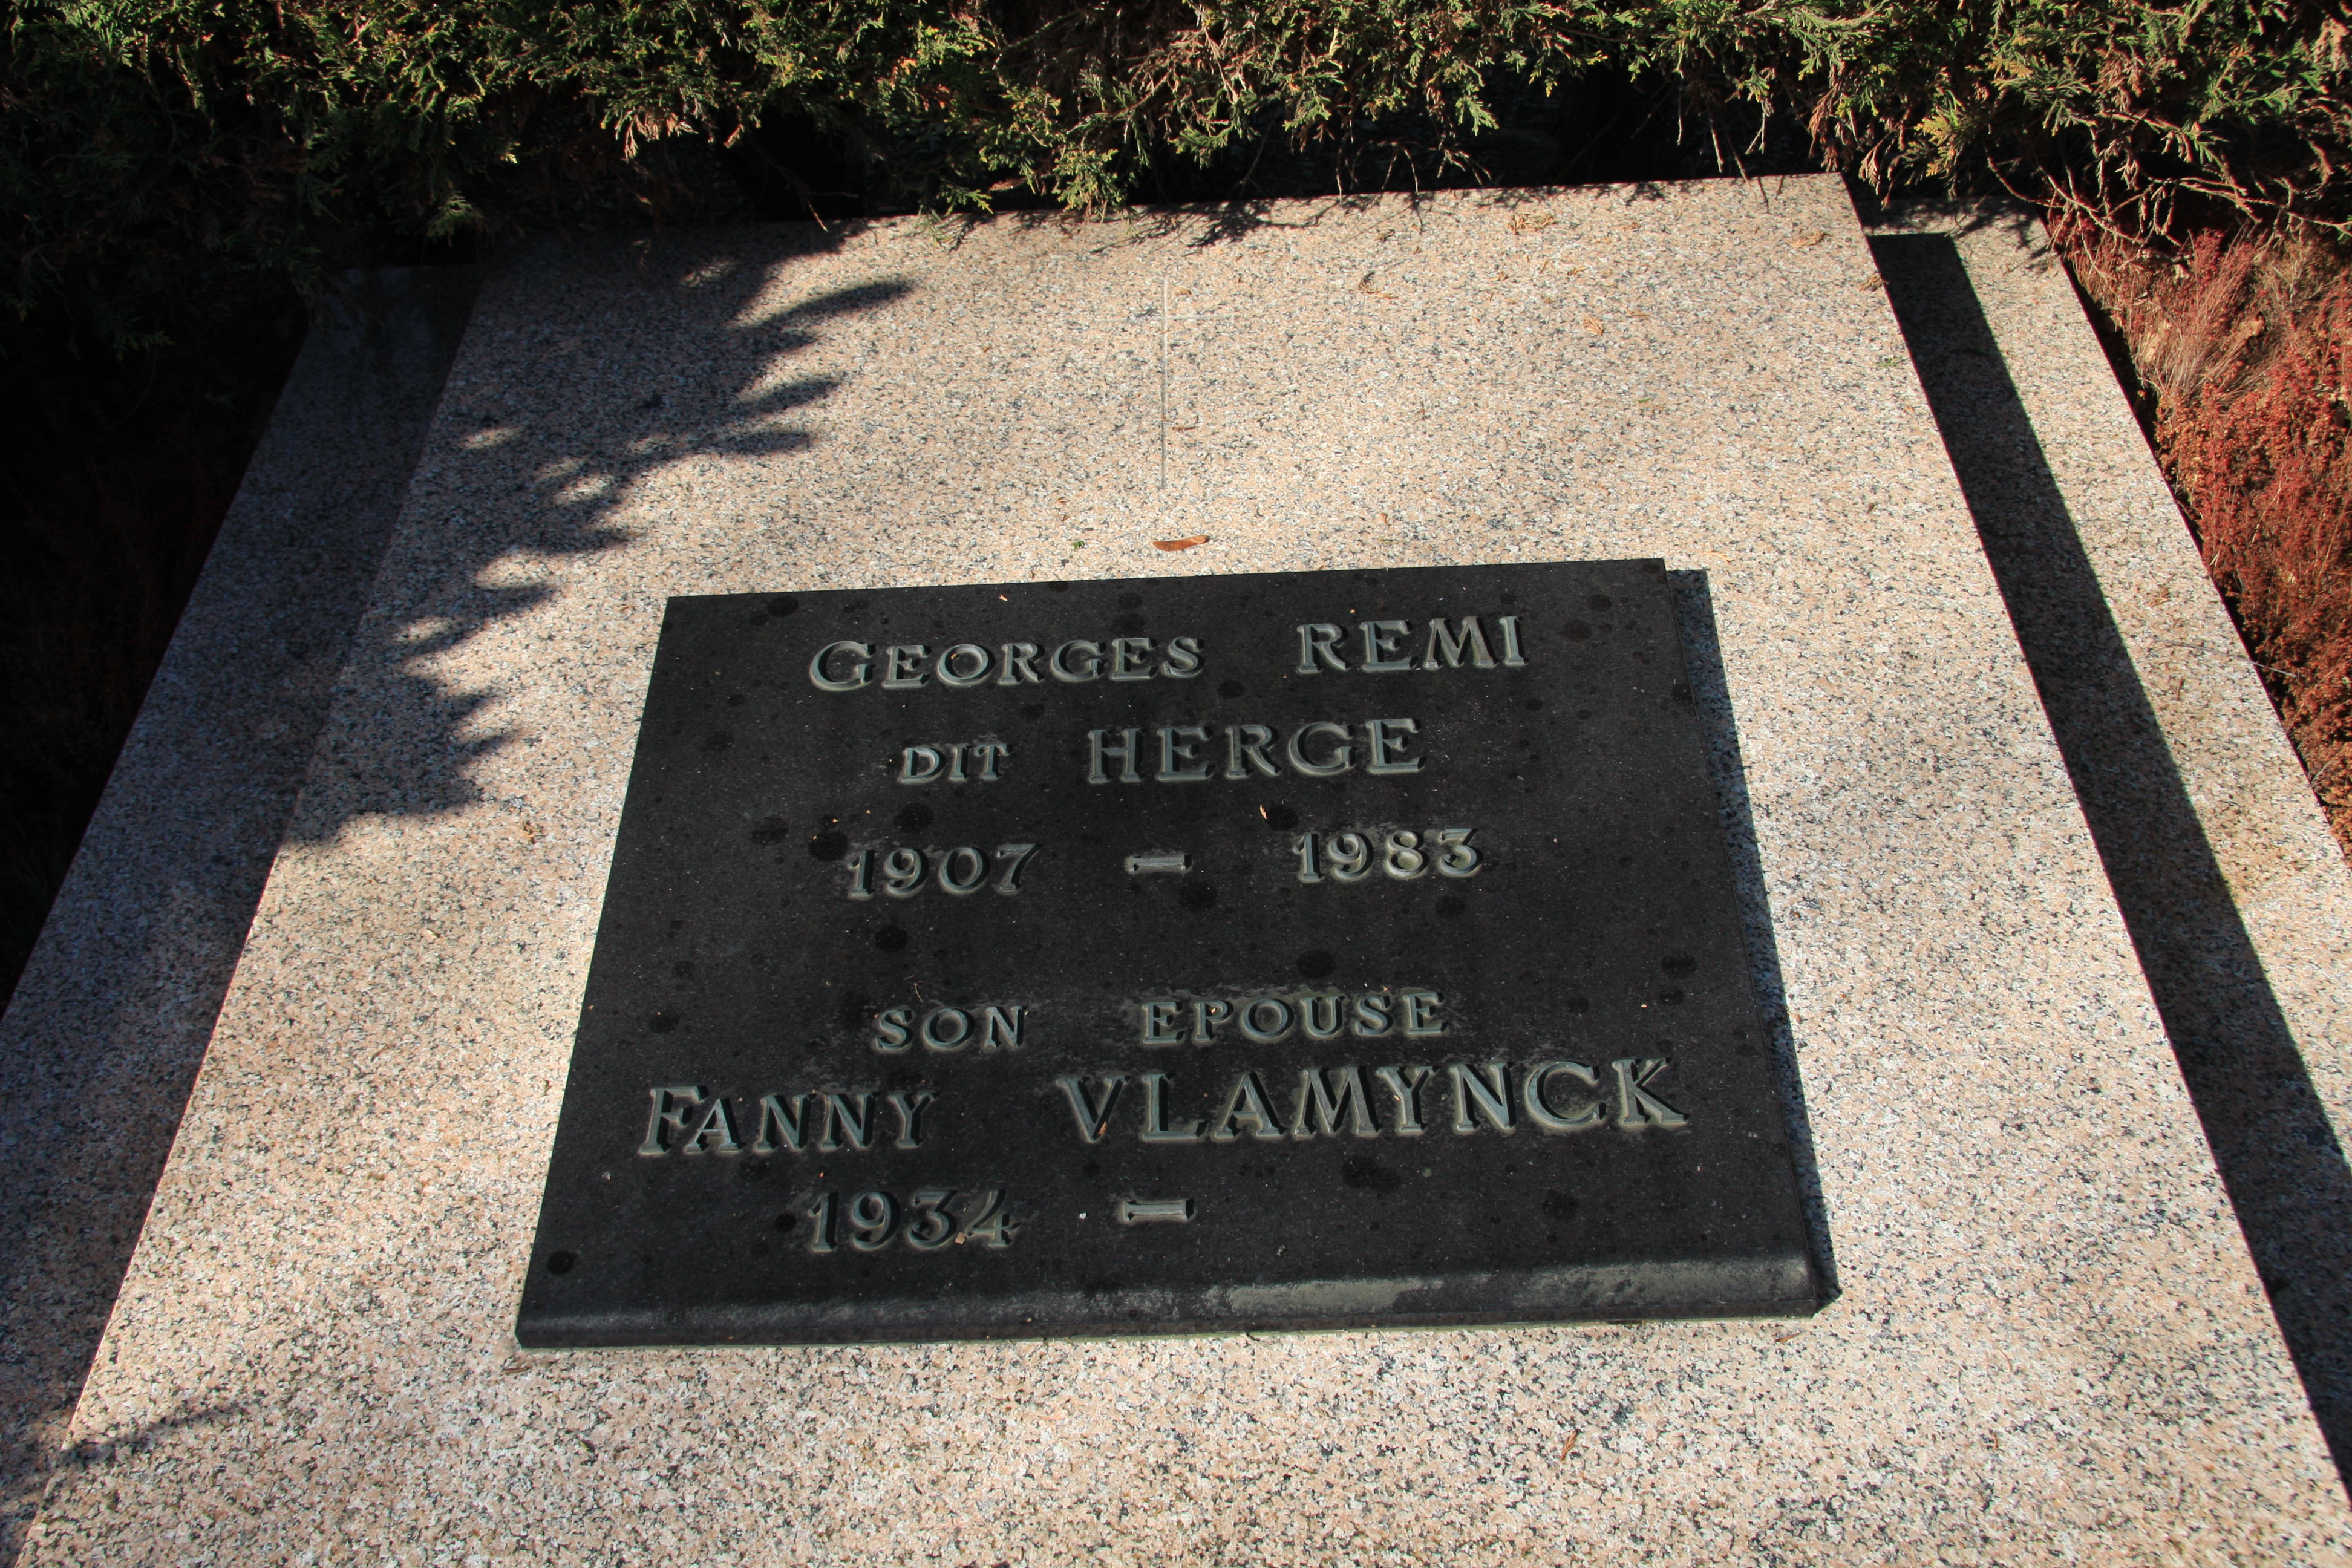 GEORGES REMI
DIT HERGE
1907 - 1983
SON EPOUSE
FANNY VLAMYNCK
1934 -